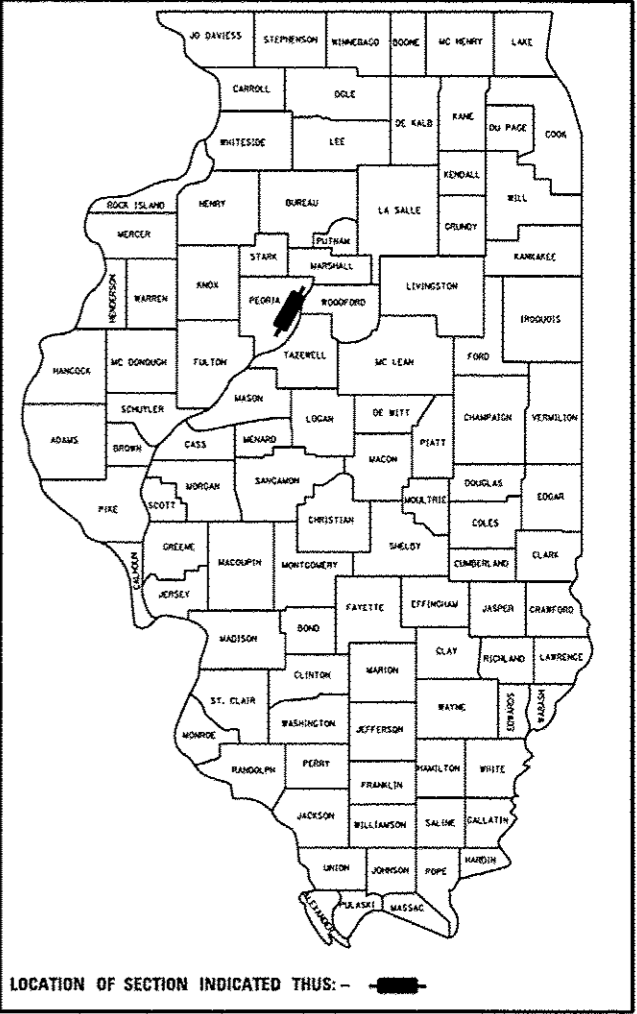 JO DAVIESS STEPHENSON WINNEBAGO BOONE MC HENRY LAKE
CARROLL OGLE
DE KALB KANE DU PAGE COOK
WHITESIDE LEE
KENDALL
ROCK ISLAND HENRY BUREAU LA SALLE GRUNDY WILL
MERCER PUTNAM
STARK MARSHALL KANKAKEE
HENDERSON WARREN KNOX PEORIA WOODFORD LIVINGSTON
IROQUOIS
HANCOCK MC DONOUGH FULTON TAZEWELL MC LEAN FORD
SCHUYLER MASON
ADAMS BROWN CASS MENARD LOGAN DE WITT PIATT CHAMPAIGN VERMILION
MACON
PIKE SCOTT MORGAN SANGAMON MOULTRIE DOUGLAS EDGAR
CHRISTIAN COLES
CALHOUN GREENE MACOUPIN MONTGOMERY SHELBY CUMBERLAND CLARK
JERSEY FAYETTE EFFINGHAM JASPER CRAWFORD
MADISON BOND
CLINTON MARION CLAY RICHLAND LAWRENCE
ST. CLAIR WAYNE EDWARDS WABASH
MONROE WASHINGTON JEFFERSON
RANDOLPH PERRY HAMILTON WHITE
FRANKLIN
JACKSON WILLIAMSON SALINE GALLATIN
UNION JOHNSON POPE HARDIN
ALEXANDER PULASKI MASSAC
LOCATION OF SECTION INDICATED THUS: -